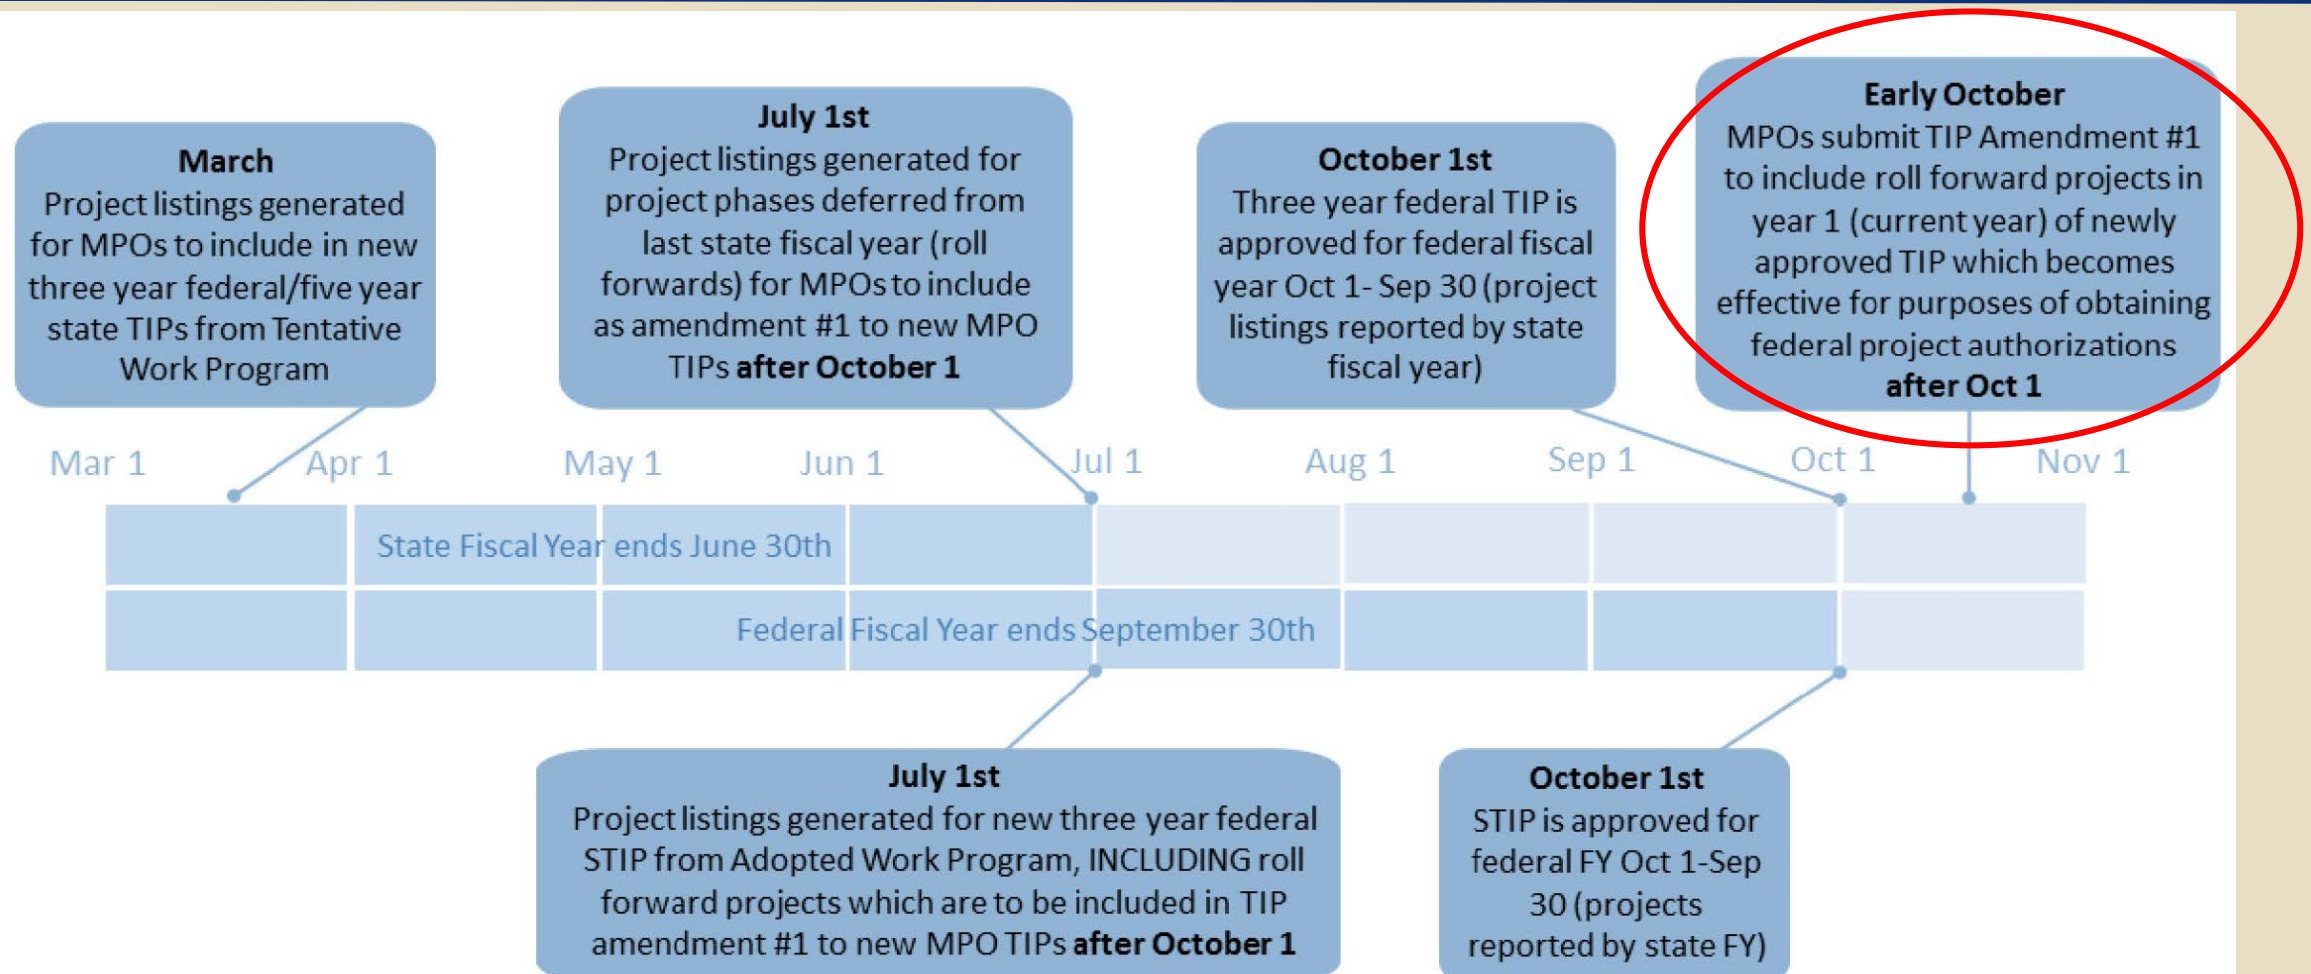 March
Project listings generated
for MPOs to include in new
three year federal/five year
state TIPs from Tentative
Work Program
July 1st
Project listings generated for
project phases deferred from
last state fiscal year (roll
forwards) for MPOs to include
as amendment #1 to new MPO
TIPs after October 1
October 1st
Three year federal TIP is
approved for federal fiscal
year Oct 1- Sep 30 (project
listings reported by state
fiscal year)
Early October
MPOs submit TIP Amendment #1
to include roll forward projects in
year 1 (current year) of newly
approved TIP which becomes
effective for purposes of obtaining
federal project authorizations
after Oct 1
Mar 1 Apr 1 May 1 Jun 1 Jul 1 Aug 1 Sep 1 Oct 1 Nov 1
State Fiscal Year ends June 30th
Federal Fiscal Year ends September 30th
July 1st
Project listings generated for new three year federal
STIP from Adopted Work Program, INCLUDING roll
forward projects which are to be included in TIP
amendment #1 to new MPO TIPs after October 1
October 1st
STIP is approved for
federal FY Oct 1-Sep
30 (projects
reported by state FY)